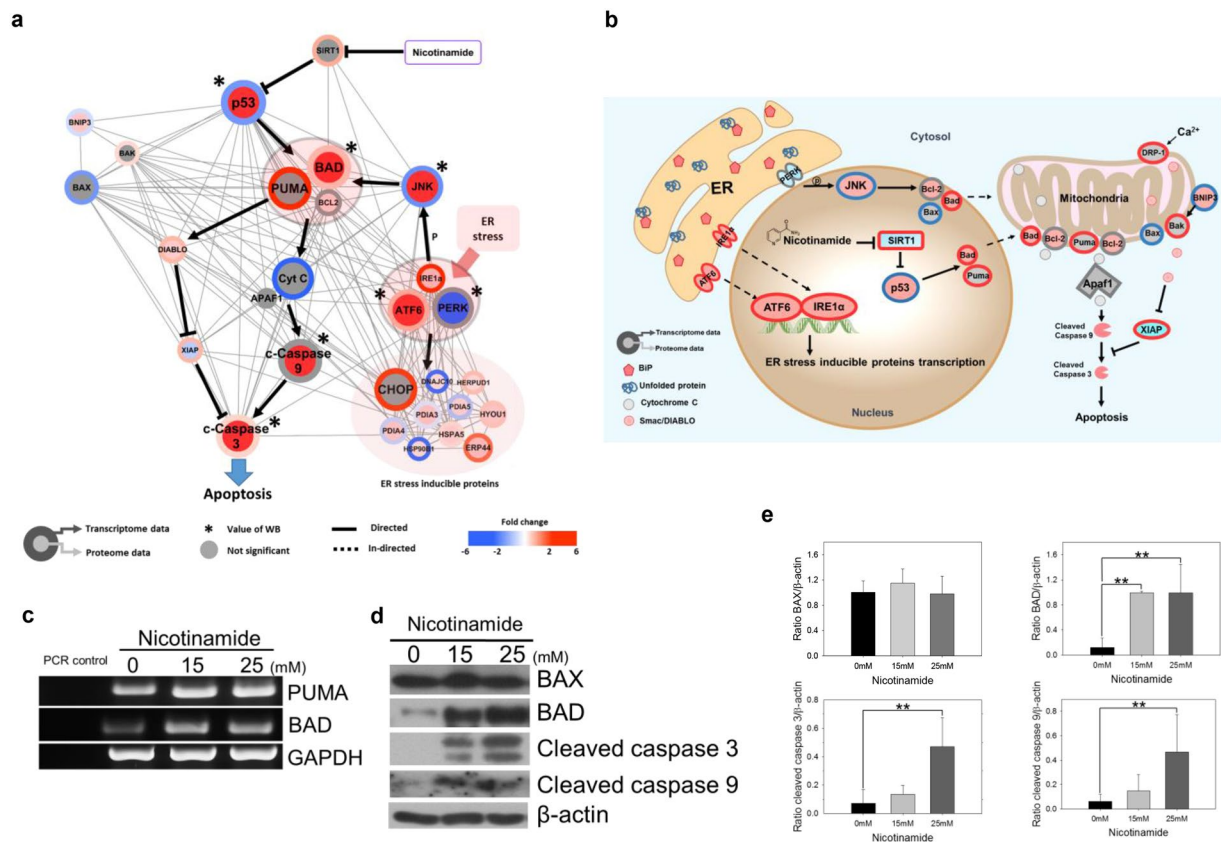 a
SIRT1
Nicotinamide
*
p53
BNIP3
BAK
BAX
BAD
*
PUMA
BCL2
JNK
*
ER
stress
P
DIABLO
Cyt C
APAF1
IRE1a
*
ATF6
PERK
*
XIAP
c-Caspase
9
*
CHOP
DNAJC10
HERPUD1
PDIA3
PDIA5
HYOU1
PDIA4
HSPA5
HSP90B1
ERP44
c-Caspase
3
*
Apoptosis
ER stress inducible proteins
Transcriptome data
Proteome data
* Value of WB
Not significant
Directed
In-directed
Fold change
-6 -2 2 6
b
Cytosol
Ca2+
DRP-1
ER
PERK
P
JNK
Bcl-2
Bad
Bax
Mitochondria
BNIP3
IRE1α
O
NH2
N
Nicotinamide
SIRT1
Bad
Bcl-2
Puma
Bcl-2
Bax
Bak
ATF6
p53
Bad
Puma
Apaf1
ATF6
IRE1α
Cleaved
Caspase 9
XIAP
Cleaved
Caspase 3
ER stress inducible proteins transcription
Apoptosis
Nucleus
Transcriptome data
Proteome data
BiP
Unfolded protein
Cytochrome C
Smac/DIABLO
c
Nicotinamide
PCR control 0 15 25 (mM)
PUMA
BAD
GAPDH
d
Nicotinamide
0 15 25 (mM)
BAX
BAD
Cleaved caspase 3
Cleaved caspase 9
β-actin
e
Ratio BAX/β-actin
1.6
1.2
0.8
0.4
0.0
0mM 15mM 25mM
Nicotinamide
Ratio BAD/β-actin
1.6
1.2
0.8
0.4
0.0
**
**
0mM 15mM 25mM
Nicotinamide
Ratio cleaved caspase 3/β-actin
0.8
0.6
0.4
0.2
0.0
**
0mM 15mM 25mM
Nicotinamide
Ratio cleaved caspase 9/β-actin
0.8
0.6
0.4
0.2
0.0
**
0mM 15mM 25mM
Nicotinamide